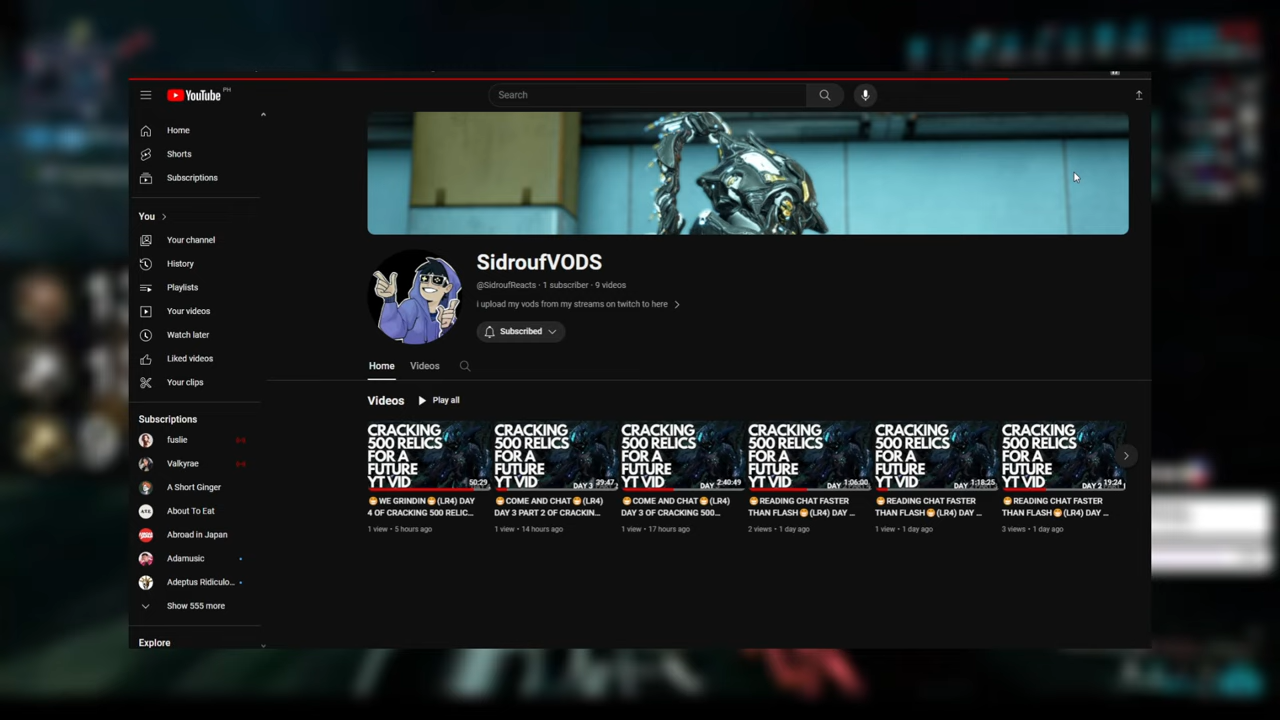 YouTube PH
Search
Home
Shorts
Subscriptions
You
Your channel
History
Playlists
Your videos
Watch later
Liked videos
Your clips
Subscriptions
fuslie
Valkyrae
A Short Ginger
About To Eat
Abroad in Japan
Adamusic
Adeptus Ridiculo...
Show 555 more
Explore
SidroufVODS
@SidroufReacts · 1 subscriber · 9 videos
i upload my vods from my streams on twitch to here
Subscribed
Home Videos
Videos Play all
CRACKING
500 RELICS
FOR A
FUTURE
YT VID
50:29
WE GRINDIN (LR4) DAY
4 OF CRACKING 500 RELIC...
1 view · 5 hours ago
CRACKING
500 RELICS
FOR A
FUTURE
YT VID
DAY 3 39:47
COME AND CHAT (LR4)
DAY 3 PART 2 OF CRACKIN...
1 view · 14 hours ago
CRACKING
500 RELICS
FOR A
FUTURE
YT VID
DAY 2:40:49
COME AND CHAT (LR4)
DAY 3 OF CRACKING 500...
1 view · 17 hours ago
CRACKING
500 RELICS
FOR A
FUTURE
YT VID
DAY 1:06:00
READING CHAT FASTER
THAN FLASH (LR4) DAY ...
2 views · 1 day ago
CRACKING
500 RELICS
FOR A
FUTURE
YT VID
DAY 1:18:25
READING CHAT FASTER
THAN FLASH (LR4) DAY ...
1 view · 1 day ago
CRACKING
500 RELICS
FOR A
FUTURE
YT VID
DAY 2 19:24
READING CHAT FASTER
THAN FLASH (LR4) DAY ...
3 views · 1 day ago